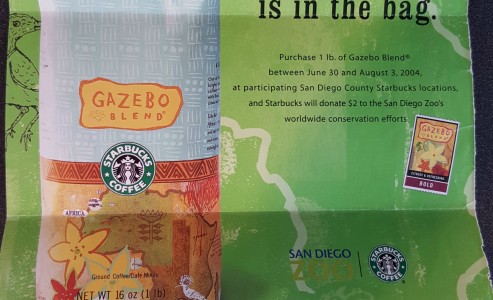 is in the bag.
Purchase 1 lb. of Gazebo Blend®
between June 30 and August 3, 2004,
at participating San Diego County Starbucks locations,
and Starbucks will donate $2 to the San Diego Zoo's
worldwide conservation efforts.
GAZEBO
BLEND®
STARBUCKS
COFFEE
AFRICA
Ground Coffee/Café Moulu
NET WT 16 oz (1 lb)
GAZEBO
BLEND
BOLD
SAN DIEGO
ZOO
STARBUCKS
COFFEE